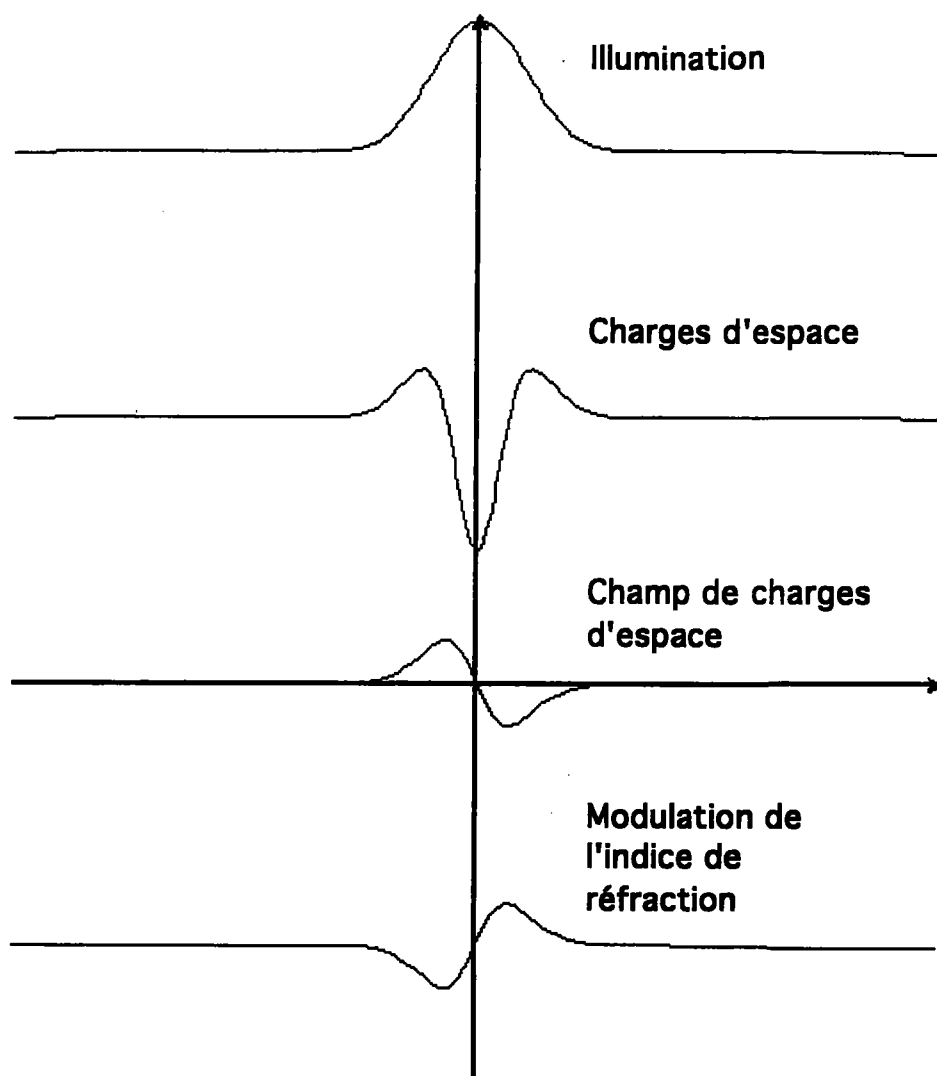 Illumination
Charges d'espace
Champ de charges
d'espace
Modulation de
l'indice de
réfraction